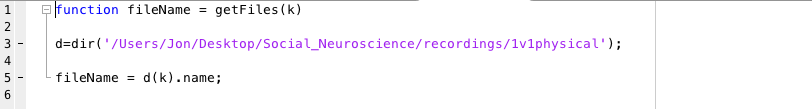 1 function fileName = getFiles(k)
2
3 - d=dir('/Users/Jon/Desktop/Social_Neuroscience/recordings/1v1physical');
4
5 - fileName = d(k).name;
6